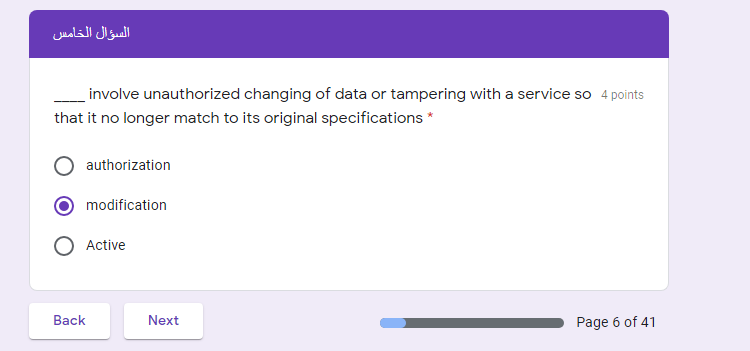 السؤال الخامس
____ involve unauthorized changing of data or tampering with a service so 4 points
that it no longer match to its original specifications *
authorization
modification
Active
Back Next Page 6 of 41